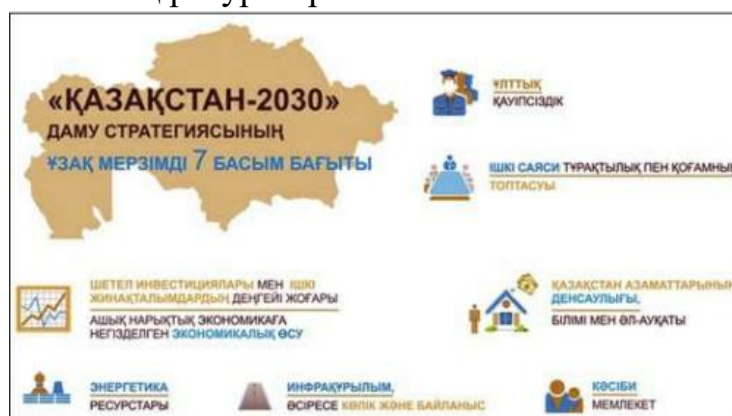 «ҚАЗАҚСТАН-2030»
ДАМУ СТРАТЕГИЯСЫНЫҢ
ҰЗАҚ МЕРЗІМДІ 7 БАСЫМ БАҒЫТЫ
ҰЛТТЫҚ
ҚАУІПСІЗДІК
ІШКІ САЯСИ ТҰРАҚТЫЛЫҚ ПЕН ҚОҒАМНЫҢ
ТОПТАСУЫ
ШЕТЕЛ ИНВЕСТИЦИЯЛАРЫ МЕН ІШКІ
ЖИНАҚТАЛЫМДАРДЫҢ ДЕҢГЕЙІ ЖОҒАРЫ
АШЫҚ НАРЫҚТЫҚ ЭКОНОМИКАҒА
НЕГІЗДЕЛГЕН ЭКОНОМИКАЛЫҚ ӨСУ
ҚАЗАҚСТАН АЗАМАТТАРЫНЫҢ
ДЕНСАУЛЫҒЫ,
БІЛІМІ МЕН ӘЛ-АУҚАТЫ
ЭНЕРГЕТИКА
РЕСУРСТАРЫ
ИНФРАҚҰРЫЛЫМ,
ӘСІРЕСЕ КӨЛІК ЖӘНЕ БАЙЛАНЫС
КӘСІБИ
МЕМЛЕКЕТ